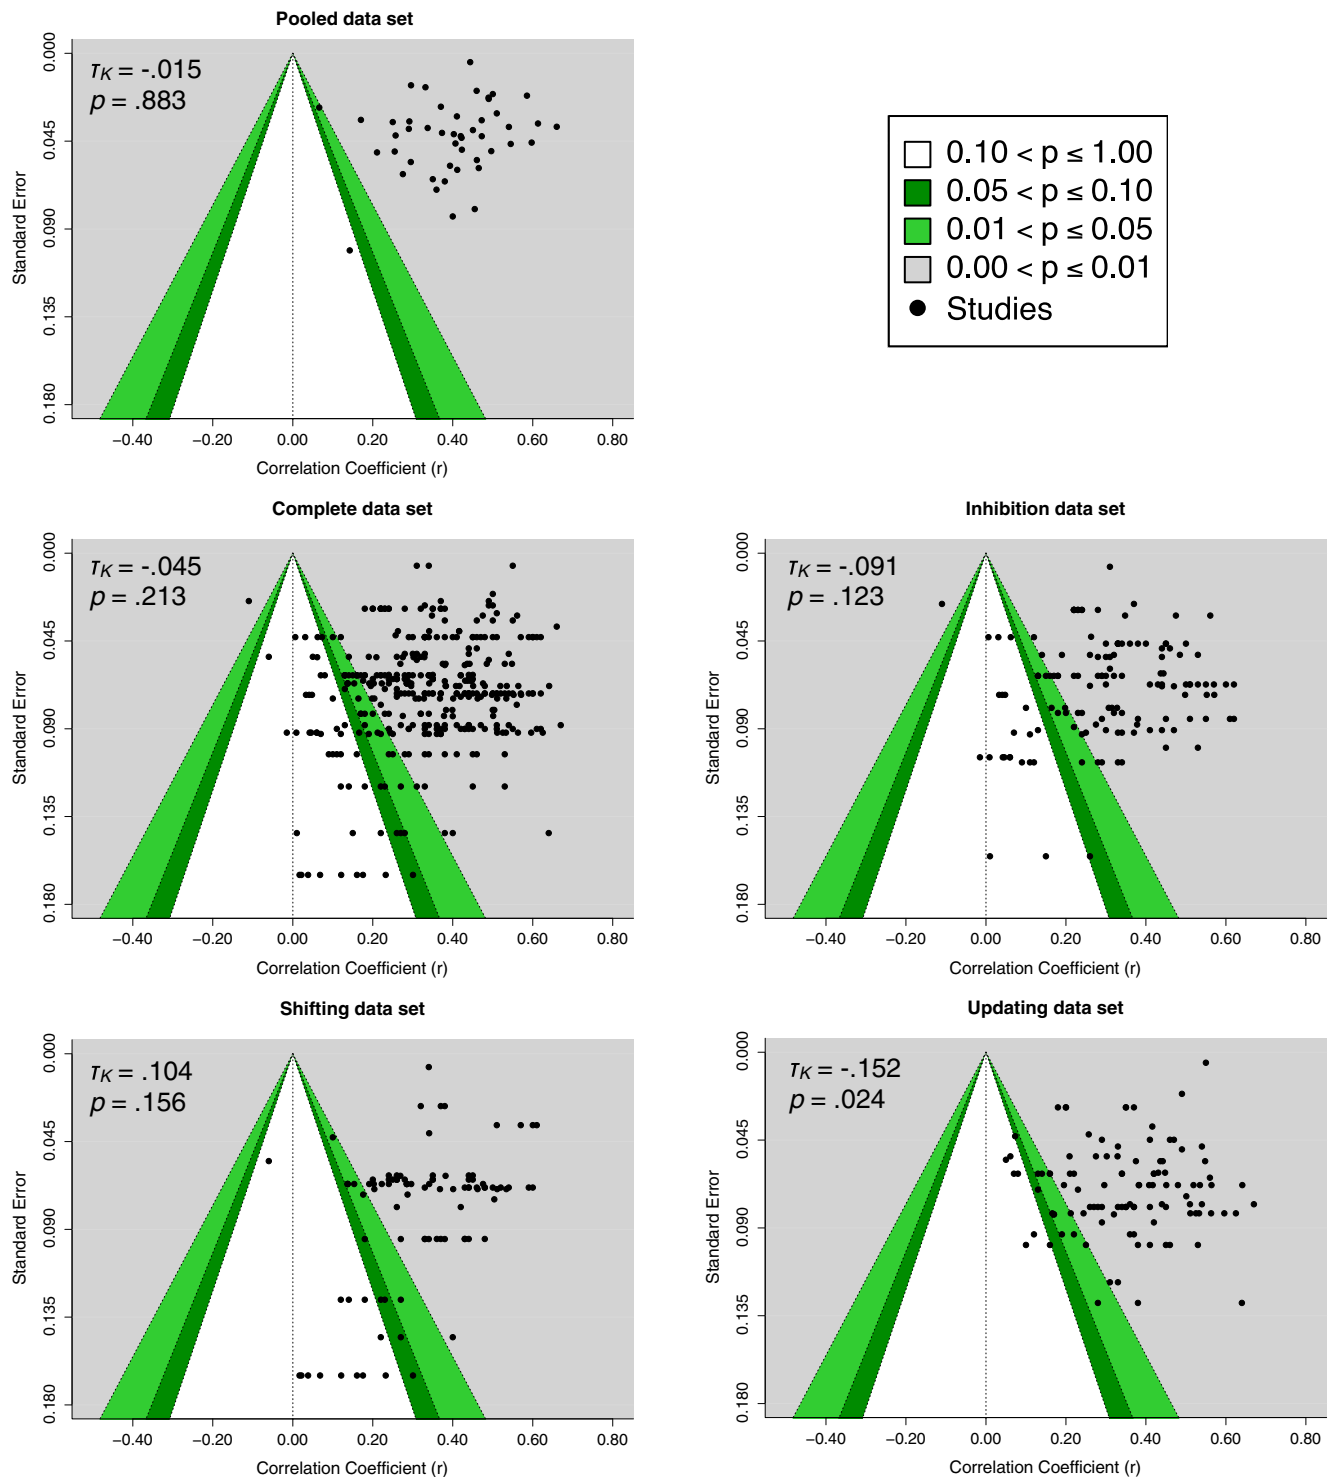 Pooled data set
τK = -.015
p = .883
0.000
0.045
0.090
0.135
0.180
Standard Error
−0.40 −0.20 0.00 0.20 0.40 0.60 0.80
Correlation Coefficient (r)
0.10 < p ≤ 1.00
0.05 < p ≤ 0.10
0.01 < p ≤ 0.05
0.00 < p ≤ 0.01
Studies
Complete data set
τK = -.045
p = .213
0.000
0.045
0.090
0.135
0.180
Standard Error
−0.40 −0.20 0.00 0.20 0.40 0.60 0.80
Correlation Coefficient (r)
Inhibition data set
τK = -.091
p = .123
0.000
0.045
0.090
0.135
0.180
Standard Error
−0.40 −0.20 0.00 0.20 0.40 0.60 0.80
Correlation Coefficient (r)
Shifting data set
τK = .104
p = .156
0.000
0.045
0.090
0.135
0.180
Standard Error
−0.40 −0.20 0.00 0.20 0.40 0.60 0.80
Correlation Coefficient (r)
Updating data set
τK = -.152
p = .024
0.000
0.045
0.090
0.135
0.180
Standard Error
−0.40 −0.20 0.00 0.20 0.40 0.60 0.80
Correlation Coefficient (r)